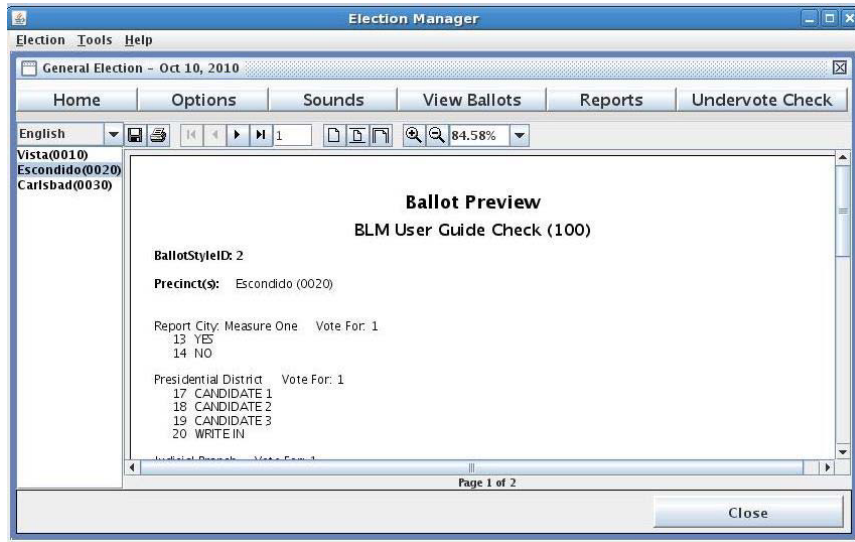 Election Manager
Election Tools Help
General Election – Oct 10, 2010
Home Options Sounds View Ballots Reports Undervote Check
English 1 84.58%
Vista(0010)
Escondido(0020)
Carlsbad(0030)
Ballot Preview
BLM User Guide Check (100)
BallotStyleID: 2
Precinct(s): Escondido (0020)
Report City: Measure One Vote For: 1
13 YES
14 NO
Presidential District Vote For: 1
17 CANDIDATE 1
18 CANDIDATE 2
19 CANDIDATE 3
20 WRITE IN
Page 1 of 2
Close